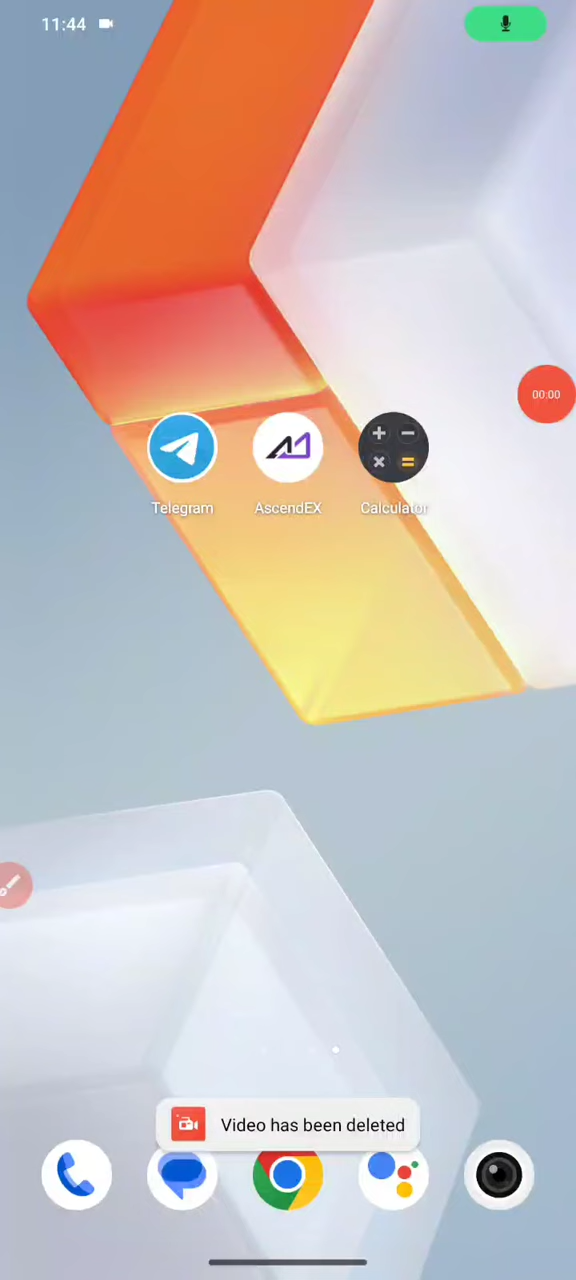 11:44
00:00
Telegram
AscendEX
Calculator
Video has been deleted